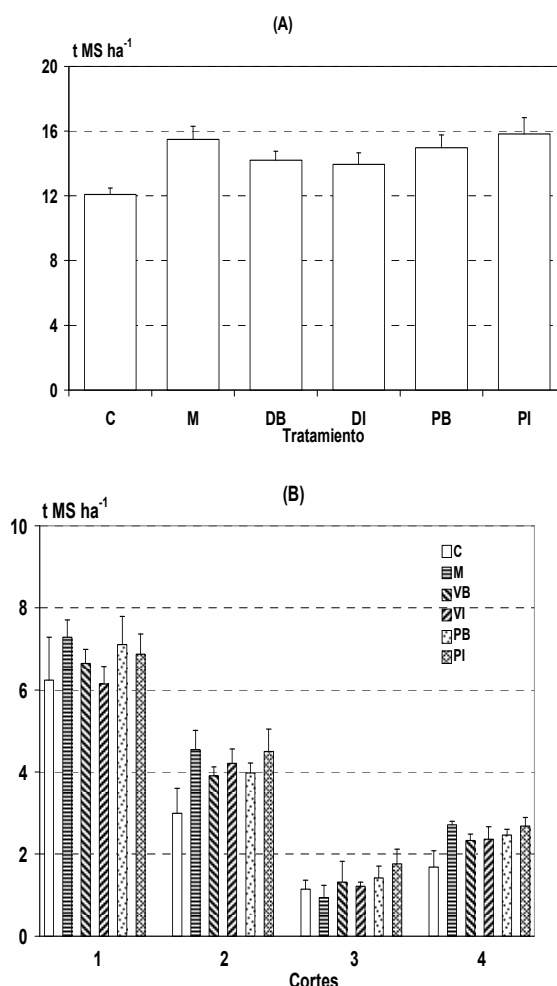 (A)
t MS ha-1
20
16
12
8
4
0
C M DB DI PB PI
Tratamiento
(B)
t MS ha-1
10
8
6
4
2
0
C
M
VB
VI
PB
PI
1 2 3 4
Cortes